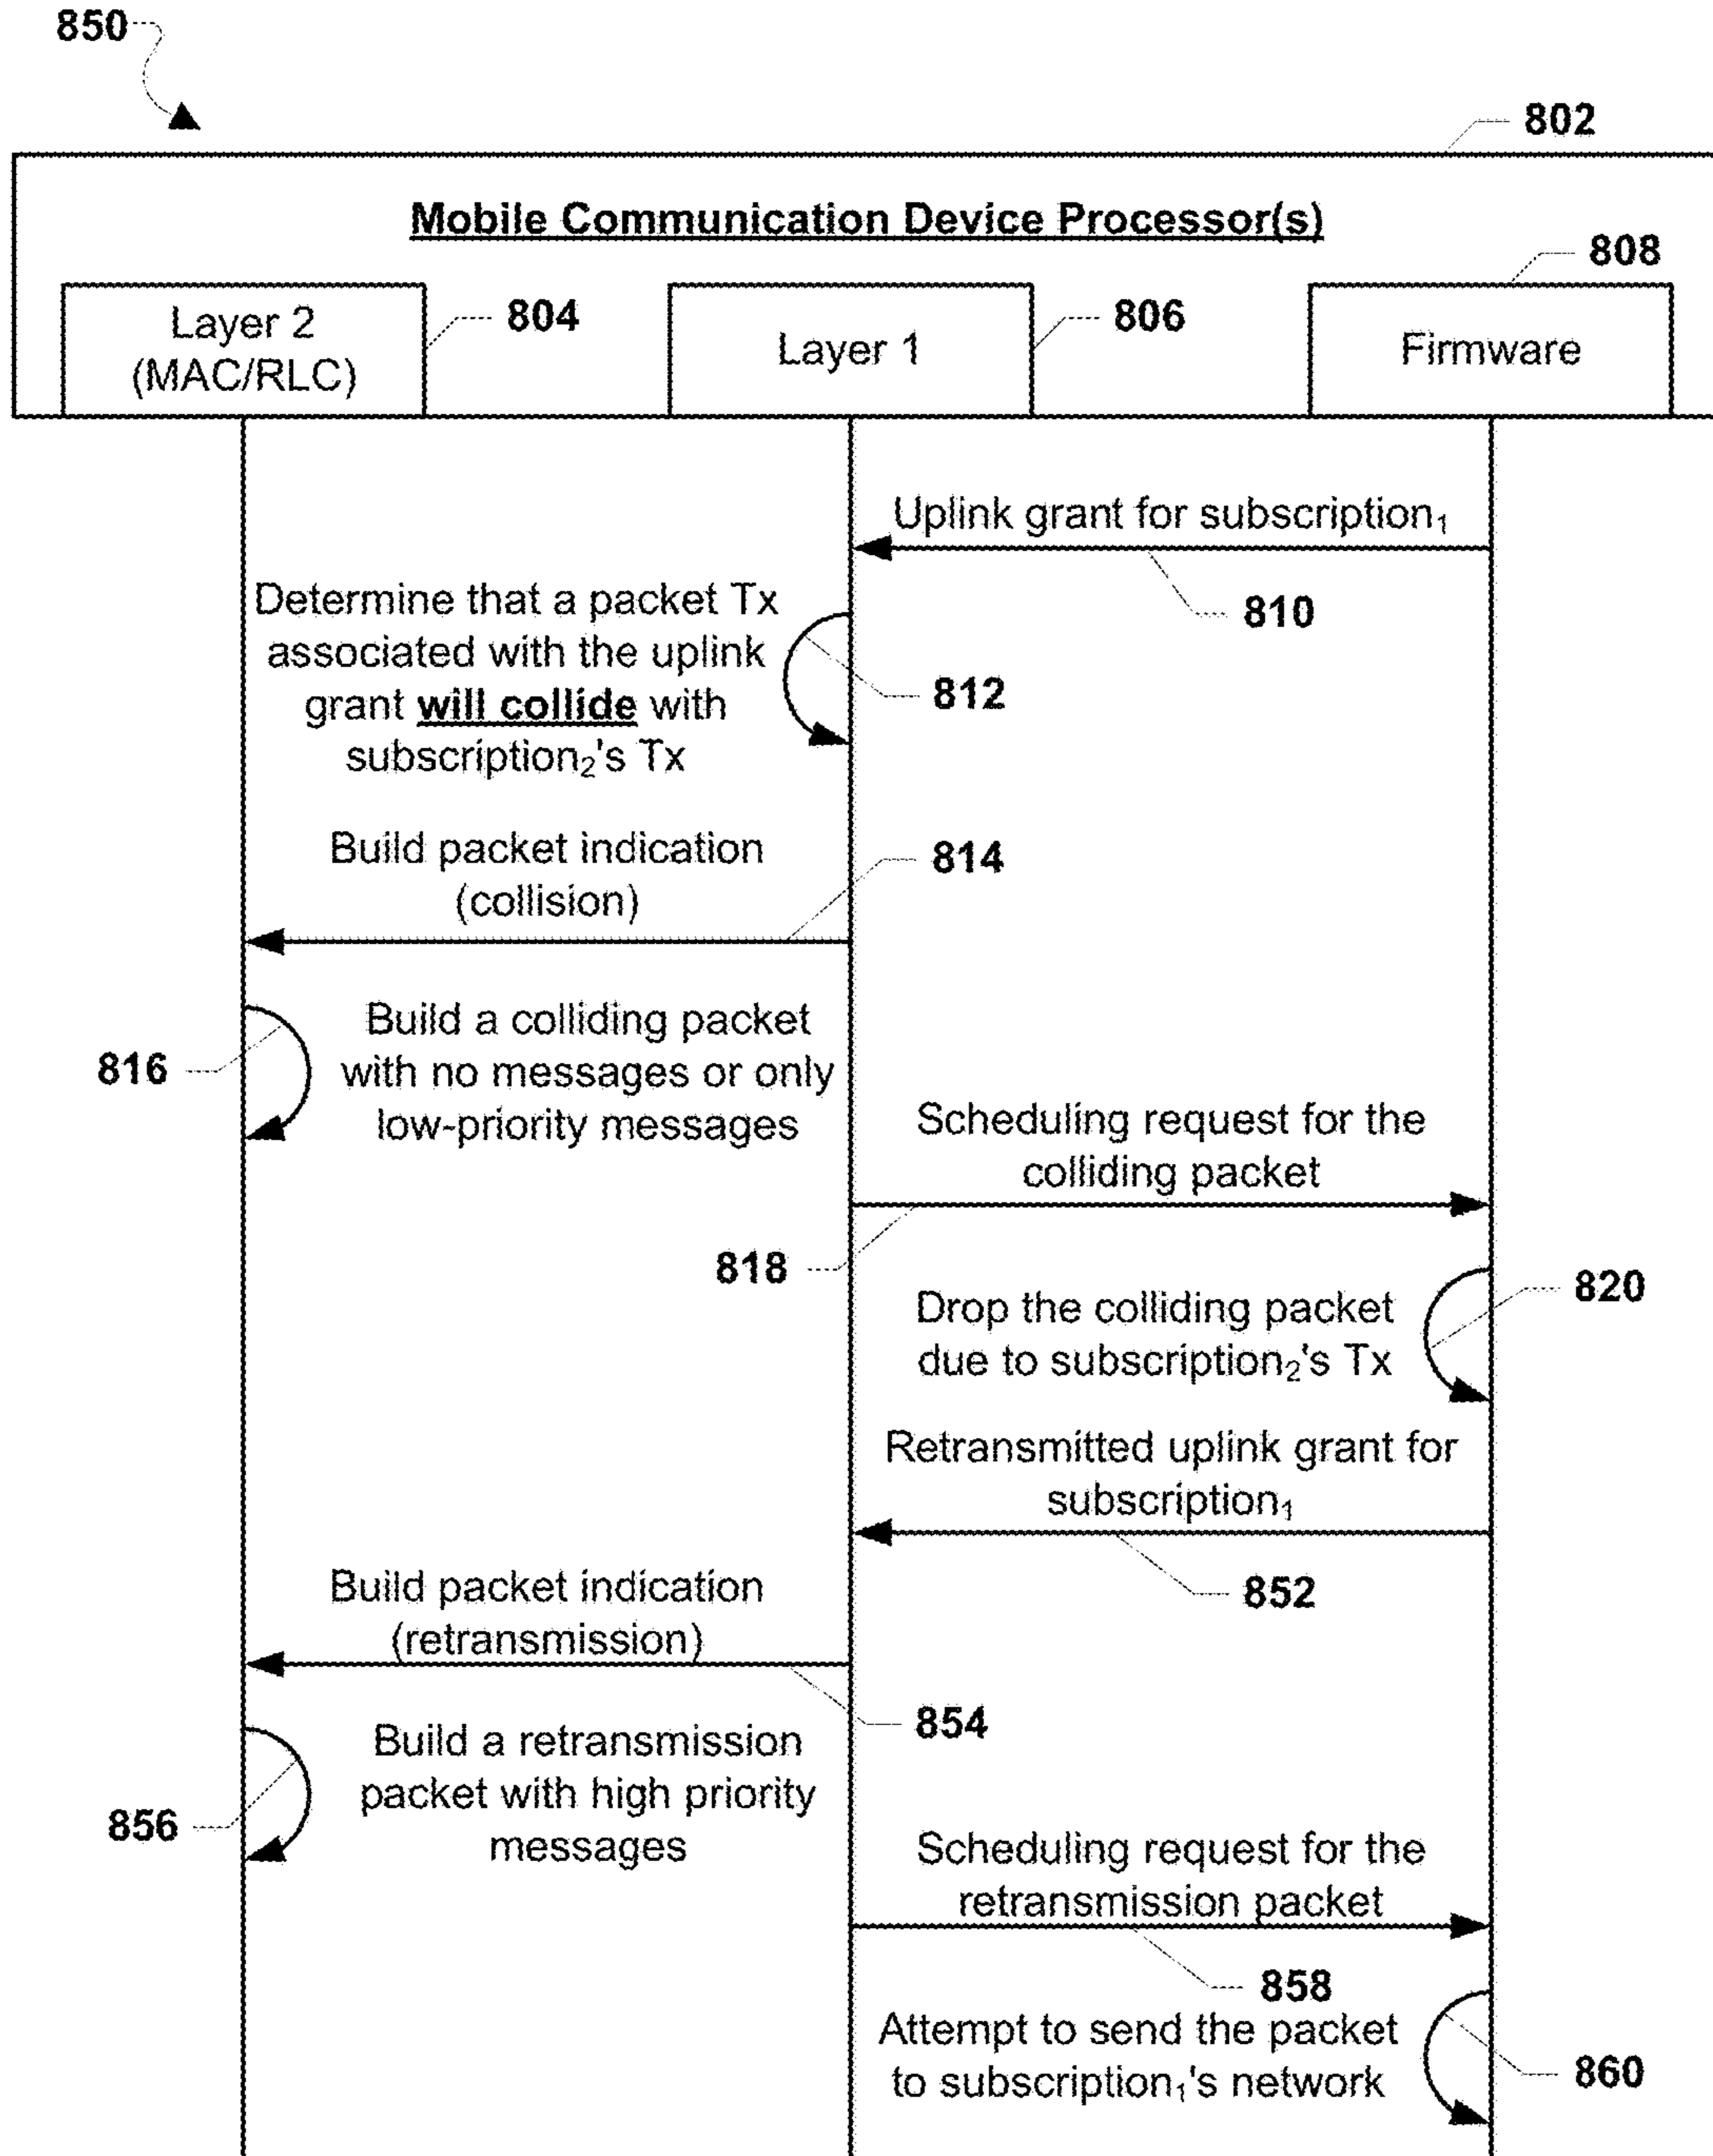 850
802
Mobile Communication Device Processor(s)
808
Layer 2
(MAC/RLC)
804
Layer 1
806
Firmware
Uplink grant for subscription₁
810
Determine that a packet Tx
associated with the uplink
grant will collide with
subscription₂'s Tx
812
Build packet indication
(collision)
814
816
Build a colliding packet
with no messages or only
low-priority messages
Scheduling request for the
colliding packet
818
820
Drop the colliding packet
due to subscription₂'s Tx
Retransmitted uplink grant for
subscription₁
852
Build packet indication
(retransmission)
854
856
Build a retransmission
packet with high priority
messages
Scheduling request for the
retransmission packet
858
Attempt to send the packet
to subscription₁'s network
860